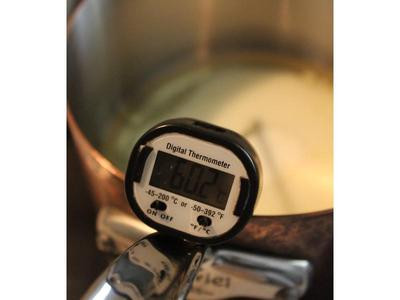 Digital Thermometer
-45-200 °C or -50-392 °F
ON OFF
°F/°C